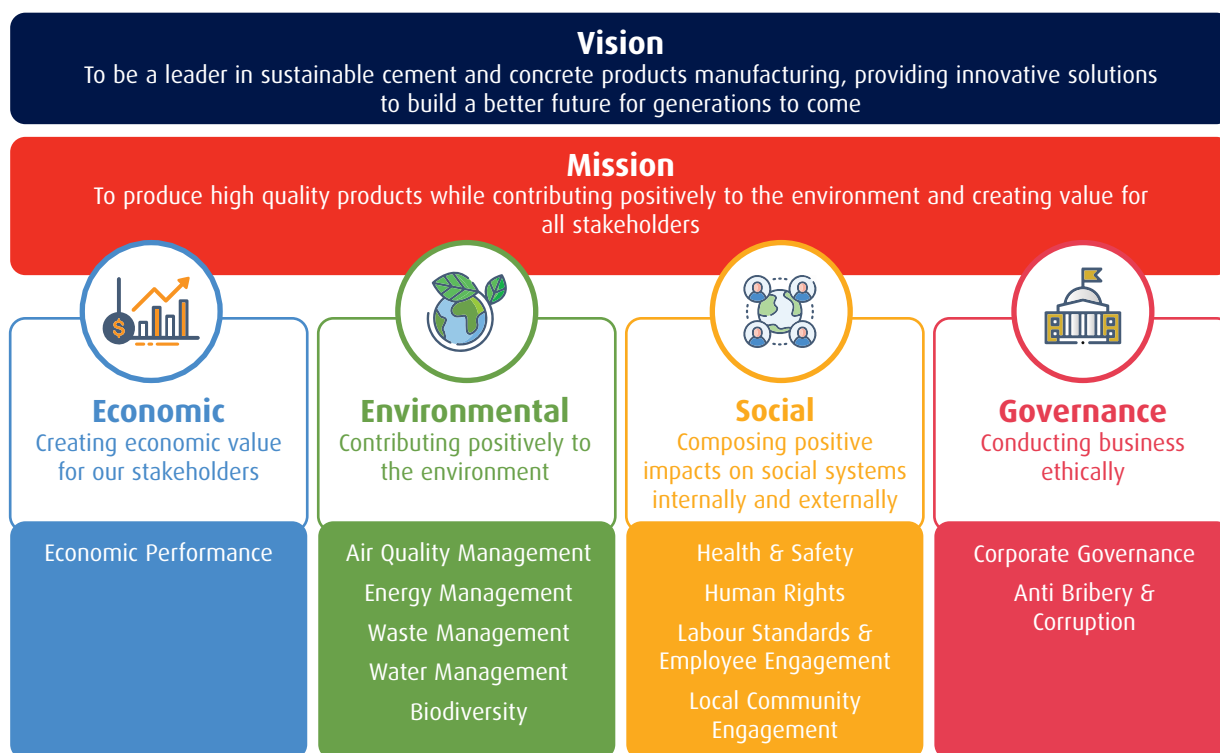 Vision
To be a leader in sustainable cement and concrete products manufacturing, providing innovative solutions
to build a better future for generations to come
Mission
To produce high quality products while contributing positively to the environment and creating value for
all stakeholders
$
Economic
Creating economic value
for our stakeholders
Economic Performance
Environmental
Contributing positively to
the environment
Air Quality Management
Energy Management
Waste Management
Water Management
Biodiversity
Social
Composing positive
impacts on social systems
internally and externally
Health & Safety
Human Rights
Labour Standards &
Employee Engagement
Local Community
Engagement
Governance
Conducting business
ethically
Corporate Governance
Anti Bribery &
Corruption